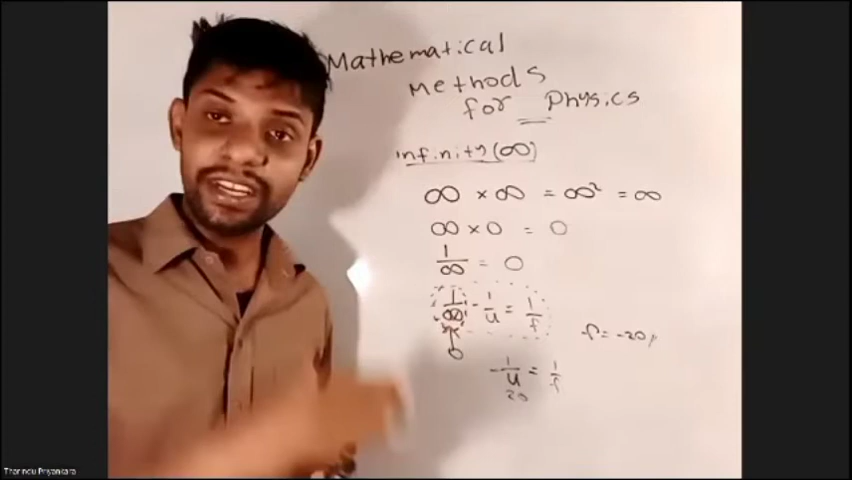 Mathematical
Methods
for Physics
Infinity (∞)
∞ × ∞ = ∞² = ∞
∞ × 0 = 0
1/∞ = 0
1/∞ - 1/u = 1/f
0
f = -20
-1/u = 1/f
20
Tharindu Priyankara